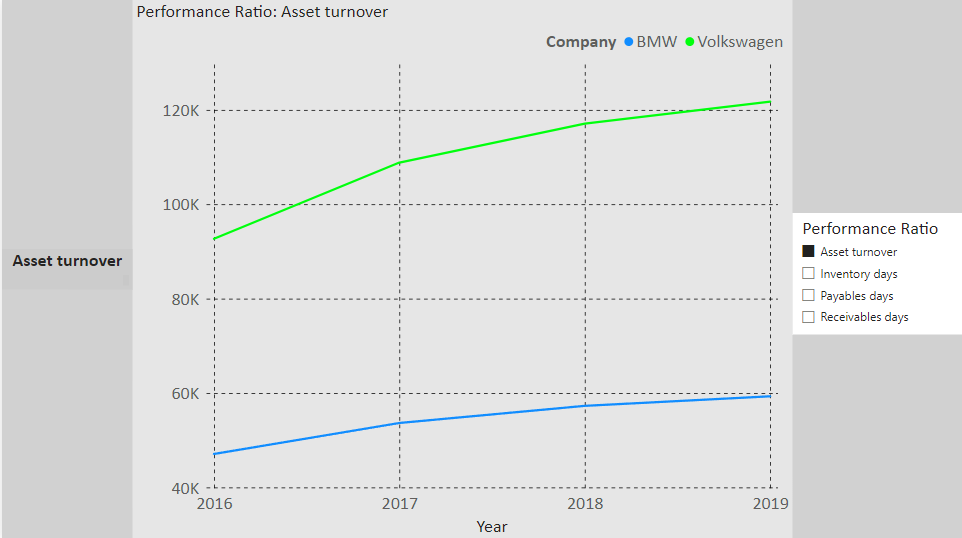 Performance Ratio: Asset turnover
Company BMW Volkswagen
120K
100K
80K
60K
40K
2016 2017 2018 2019
Year
Asset turnover
Performance Ratio
Asset turnover
Inventory days
Payables days
Receivables days